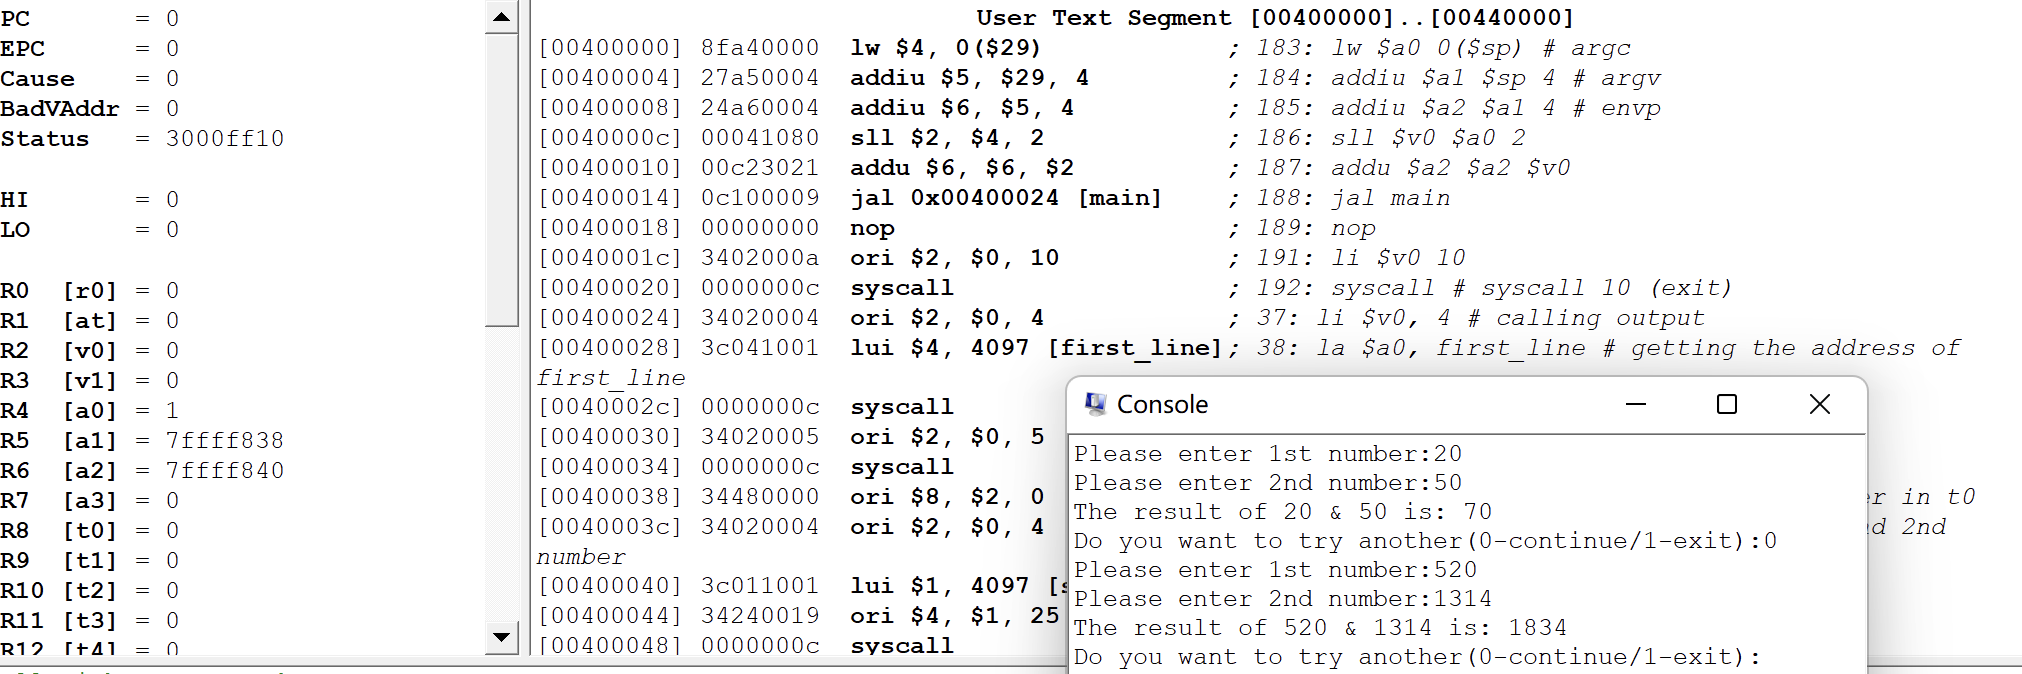 PC = 0
EPC = 0
Cause = 0
BadVAddr = 0
Status = 3000ff10
HI = 0
LO = 0
R0 [r0] = 0
R1 [at] = 0
R2 [v0] = 0
R3 [v1] = 0
R4 [a0] = 1
R5 [a1] = 7ffff838
R6 [a2] = 7ffff840
R7 [a3] = 0
R8 [t0] = 0
R9 [t1] = 0
R10 [t2] = 0
R11 [t3] = 0
R12 [t4] = 0
User Text Segment [00400000]..[00440000]
[00400000] 8fa40000 lw $4, 0($29) ; 183: lw $a0 0($sp) # argc
[00400004] 27a50004 addiu $5, $29, 4 ; 184: addiu $a1 $sp 4 # argv
[00400008] 24a60004 addiu $6, $5, 4 ; 185: addiu $a2 $a1 4 # envp
[0040000c] 00041080 sll $2, $4, 2 ; 186: sll $v0 $a0 2
[00400010] 00c23021 addu $6, $6, $2 ; 187: addu $a2 $a2 $v0
[00400014] 0c100009 jal 0x00400024 [main] ; 188: jal main
[00400018] 00000000 nop ; 189: nop
[0040001c] 3402000a ori $2, $0, 10 ; 191: li $v0 10
[00400020] 0000000c syscall ; 192: syscall # syscall 10 (exit)
[00400024] 34020004 ori $2, $0, 4 ; 37: li $v0, 4 # calling output
[00400028] 3c041001 lui $4, 4097 [first_line]; 38: la $a0, first_line # getting the address of
first_line
[0040002c] 0000000c syscall
[00400030] 34020005 ori $2, $0, 5
[00400034] 0000000c syscall
[00400038] 34480000 ori $8, $2, 0 in t0
[0040003c] 34020004 ori $2, $0, 4 2nd
number
[00400040] 3c011001 lui $1, 4097
[00400044] 34240019 ori $4, $1, 25
[00400048] 0000000c syscall
Console
Please enter 1st number:20
Please enter 2nd number:50
The result of 20 & 50 is: 70
Do you want to try another(0-continue/1-exit):0
Please enter 1st number:520
Please enter 2nd number:1314
The result of 520 & 1314 is: 1834
Do you want to try another(0-continue/1-exit):